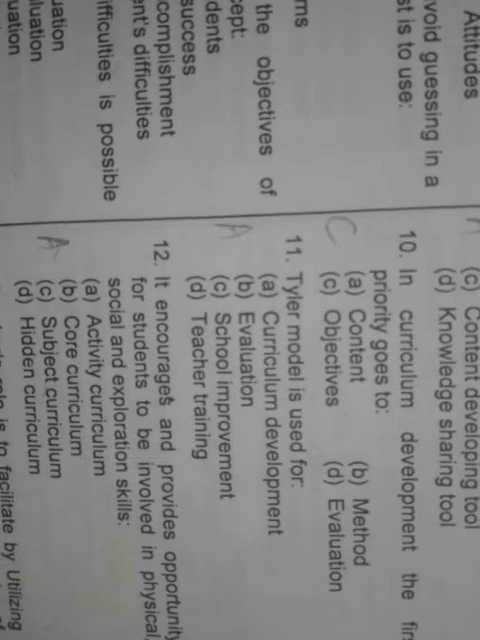 Attitudes
void guessing in a
st is to use:
ms
the objectives of
cept:
dents
success
complishment
ent's difficulties
ifficulties is possible
uation
luation
uation
(c) Content developing tool
(d) Knowledge sharing tool
10. In curriculum development the fi
priority goes to:
(a) Content (b) Method
(c) Objectives (d) Evaluation
C
11. Tyler model is used for:
(a) Curriculum development
(b) Evaluation
(c) School improvement
(d) Teacher training
A
12. It encourages and provides opportunity
for students to be involved in physical,
social and exploration skills:
(a) Activity curriculum
(b) Core curriculum
(c) Subject curriculum
(d) Hidden curriculum
A
role is to facilitate by Utilizing